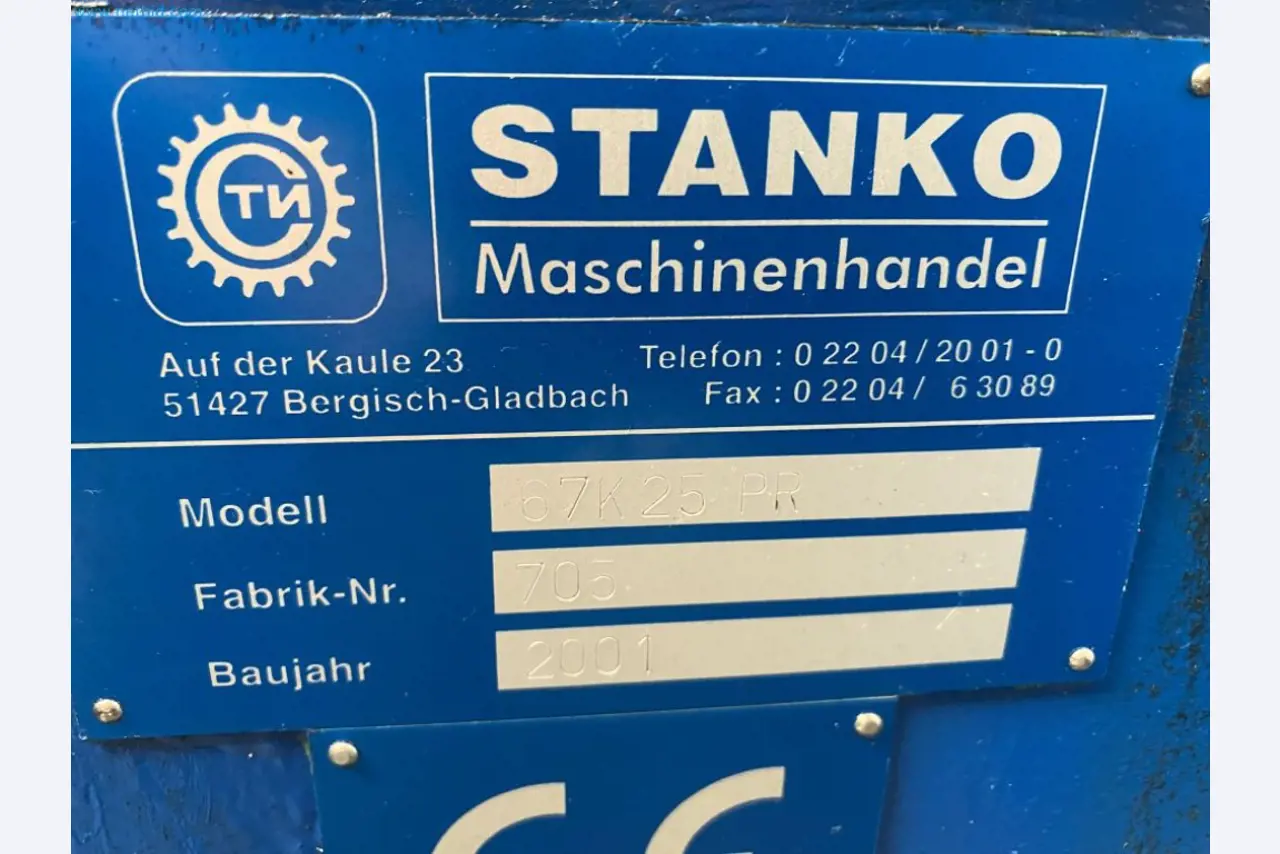 СТИ
STANKO
Maschinenhandel
Auf der Kaule 23
51427 Bergisch-Gladbach
Telefon : 0 22 04 / 20 01 - 0
Fax : 0 22 04 / 6 30 89
Modell 67K25 PR
Fabrik-Nr. 705
Baujahr 2001
CE